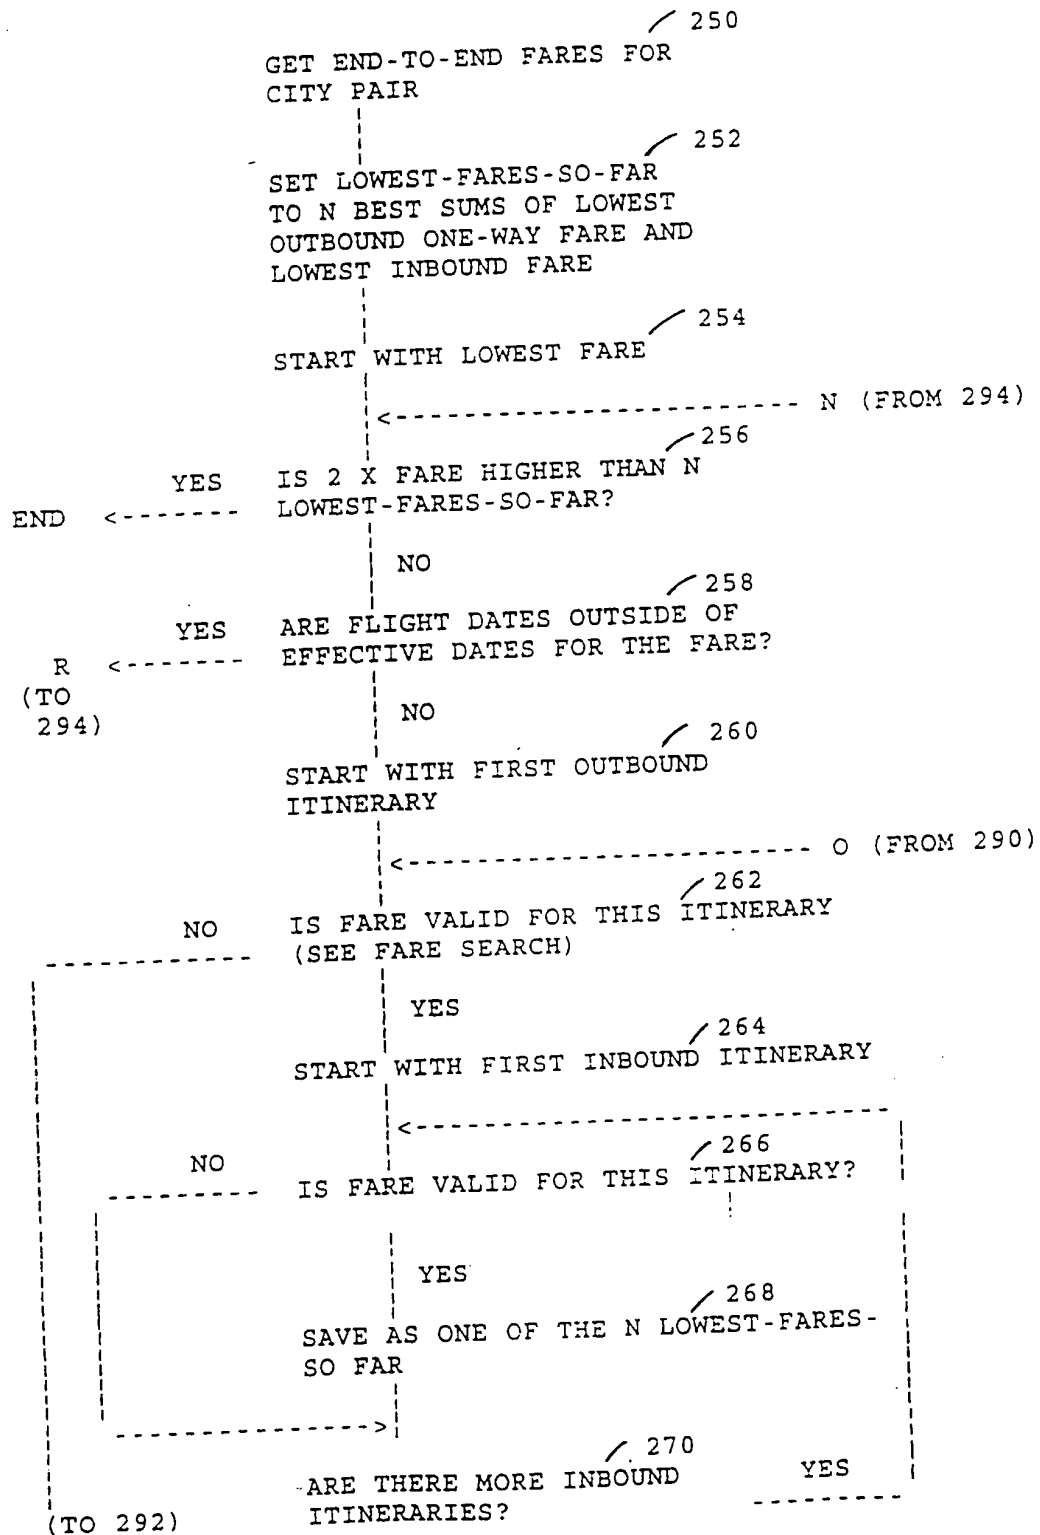 250
GET END-TO-END FARES FOR
CITY PAIR
252
SET LOWEST-FARES-SO-FAR
TO N BEST SUMS OF LOWEST
OUTBOUND ONE-WAY FARE AND
LOWEST INBOUND FARE
254
START WITH LOWEST FARE
N (FROM 294)
256
YES IS 2 X FARE HIGHER THAN N
END LOWEST-FARES-SO-FAR?
NO
258
YES ARE FLIGHT DATES OUTSIDE OF
R EFFECTIVE DATES FOR THE FARE?
(TO
294)
NO
260
START WITH FIRST OUTBOUND
ITINERARY
O (FROM 290)
262
NO IS FARE VALID FOR THIS ITINERARY
(SEE FARE SEARCH)
YES
264
START WITH FIRST INBOUND ITINERARY
266
NO IS FARE VALID FOR THIS ITINERARY?
YES
268
SAVE AS ONE OF THE N LOWEST-FARES-
SO FAR
270
ARE THERE MORE INBOUND YES
ITINERARIES?
(TO 292)